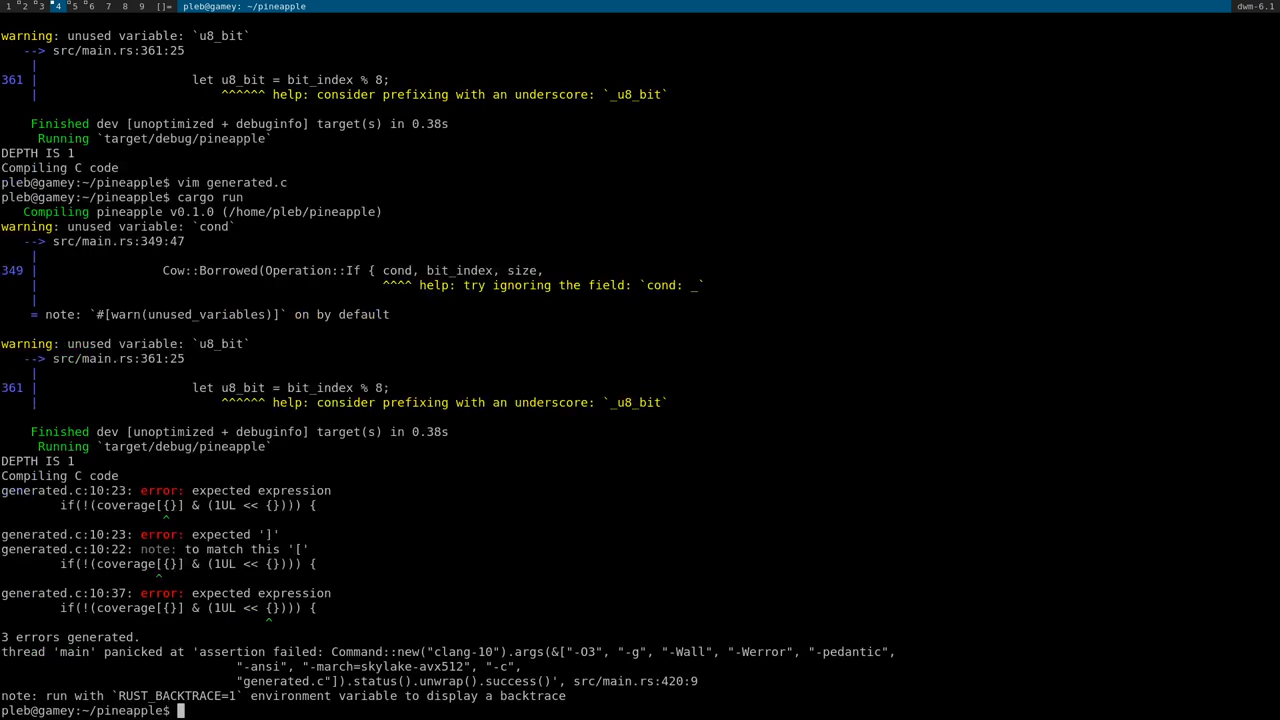 1 2 3 4 5 6 7 8 9 []= pleb@gamey: ~/pineapple dwm-6.1
warning: unused variable: `u8_bit`
--> src/main.rs:361:25
|
361 | let u8_bit = bit_index % 8;
| ^^^^^^ help: consider prefixing with an underscore: `_u8_bit`
Finished dev [unoptimized + debuginfo] target(s) in 0.38s
Running `target/debug/pineapple`
DEPTH IS 1
Compiling C code
pleb@gamey:~/pineapple$ vim generated.c
pleb@gamey:~/pineapple$ cargo run
Compiling pineapple v0.1.0 (/home/pleb/pineapple)
warning: unused variable: `cond`
--> src/main.rs:349:47
|
349 | Cow::Borrowed(Operation::If { cond, bit_index, size,
| ^^^^ help: try ignoring the field: `cond: _`
|
= note: `#[warn(unused_variables)]` on by default
warning: unused variable: `u8_bit`
--> src/main.rs:361:25
|
361 | let u8_bit = bit_index % 8;
| ^^^^^^ help: consider prefixing with an underscore: `_u8_bit`
Finished dev [unoptimized + debuginfo] target(s) in 0.38s
Running `target/debug/pineapple`
DEPTH IS 1
Compiling C code
generated.c:10:23: error: expected expression
if(!(coverage[{}] & (1UL << {}))) {
^
generated.c:10:23: error: expected ']'
generated.c:10:22: note: to match this '['
if(!(coverage[{}] & (1UL << {}))) {
^
generated.c:10:37: error: expected expression
if(!(coverage[{}] & (1UL << {}))) {
^
3 errors generated.
thread 'main' panicked at 'assertion failed: Command::new("clang-10").args(&["-O3", "-g", "-Wall", "-Werror", "-pedantic",
"-ansi", "-march=skylake-avx512", "-c",
"generated.c"]).status().unwrap().success()', src/main.rs:420:9
note: run with `RUST_BACKTRACE=1` environment variable to display a backtrace
pleb@gamey:~/pineapple$